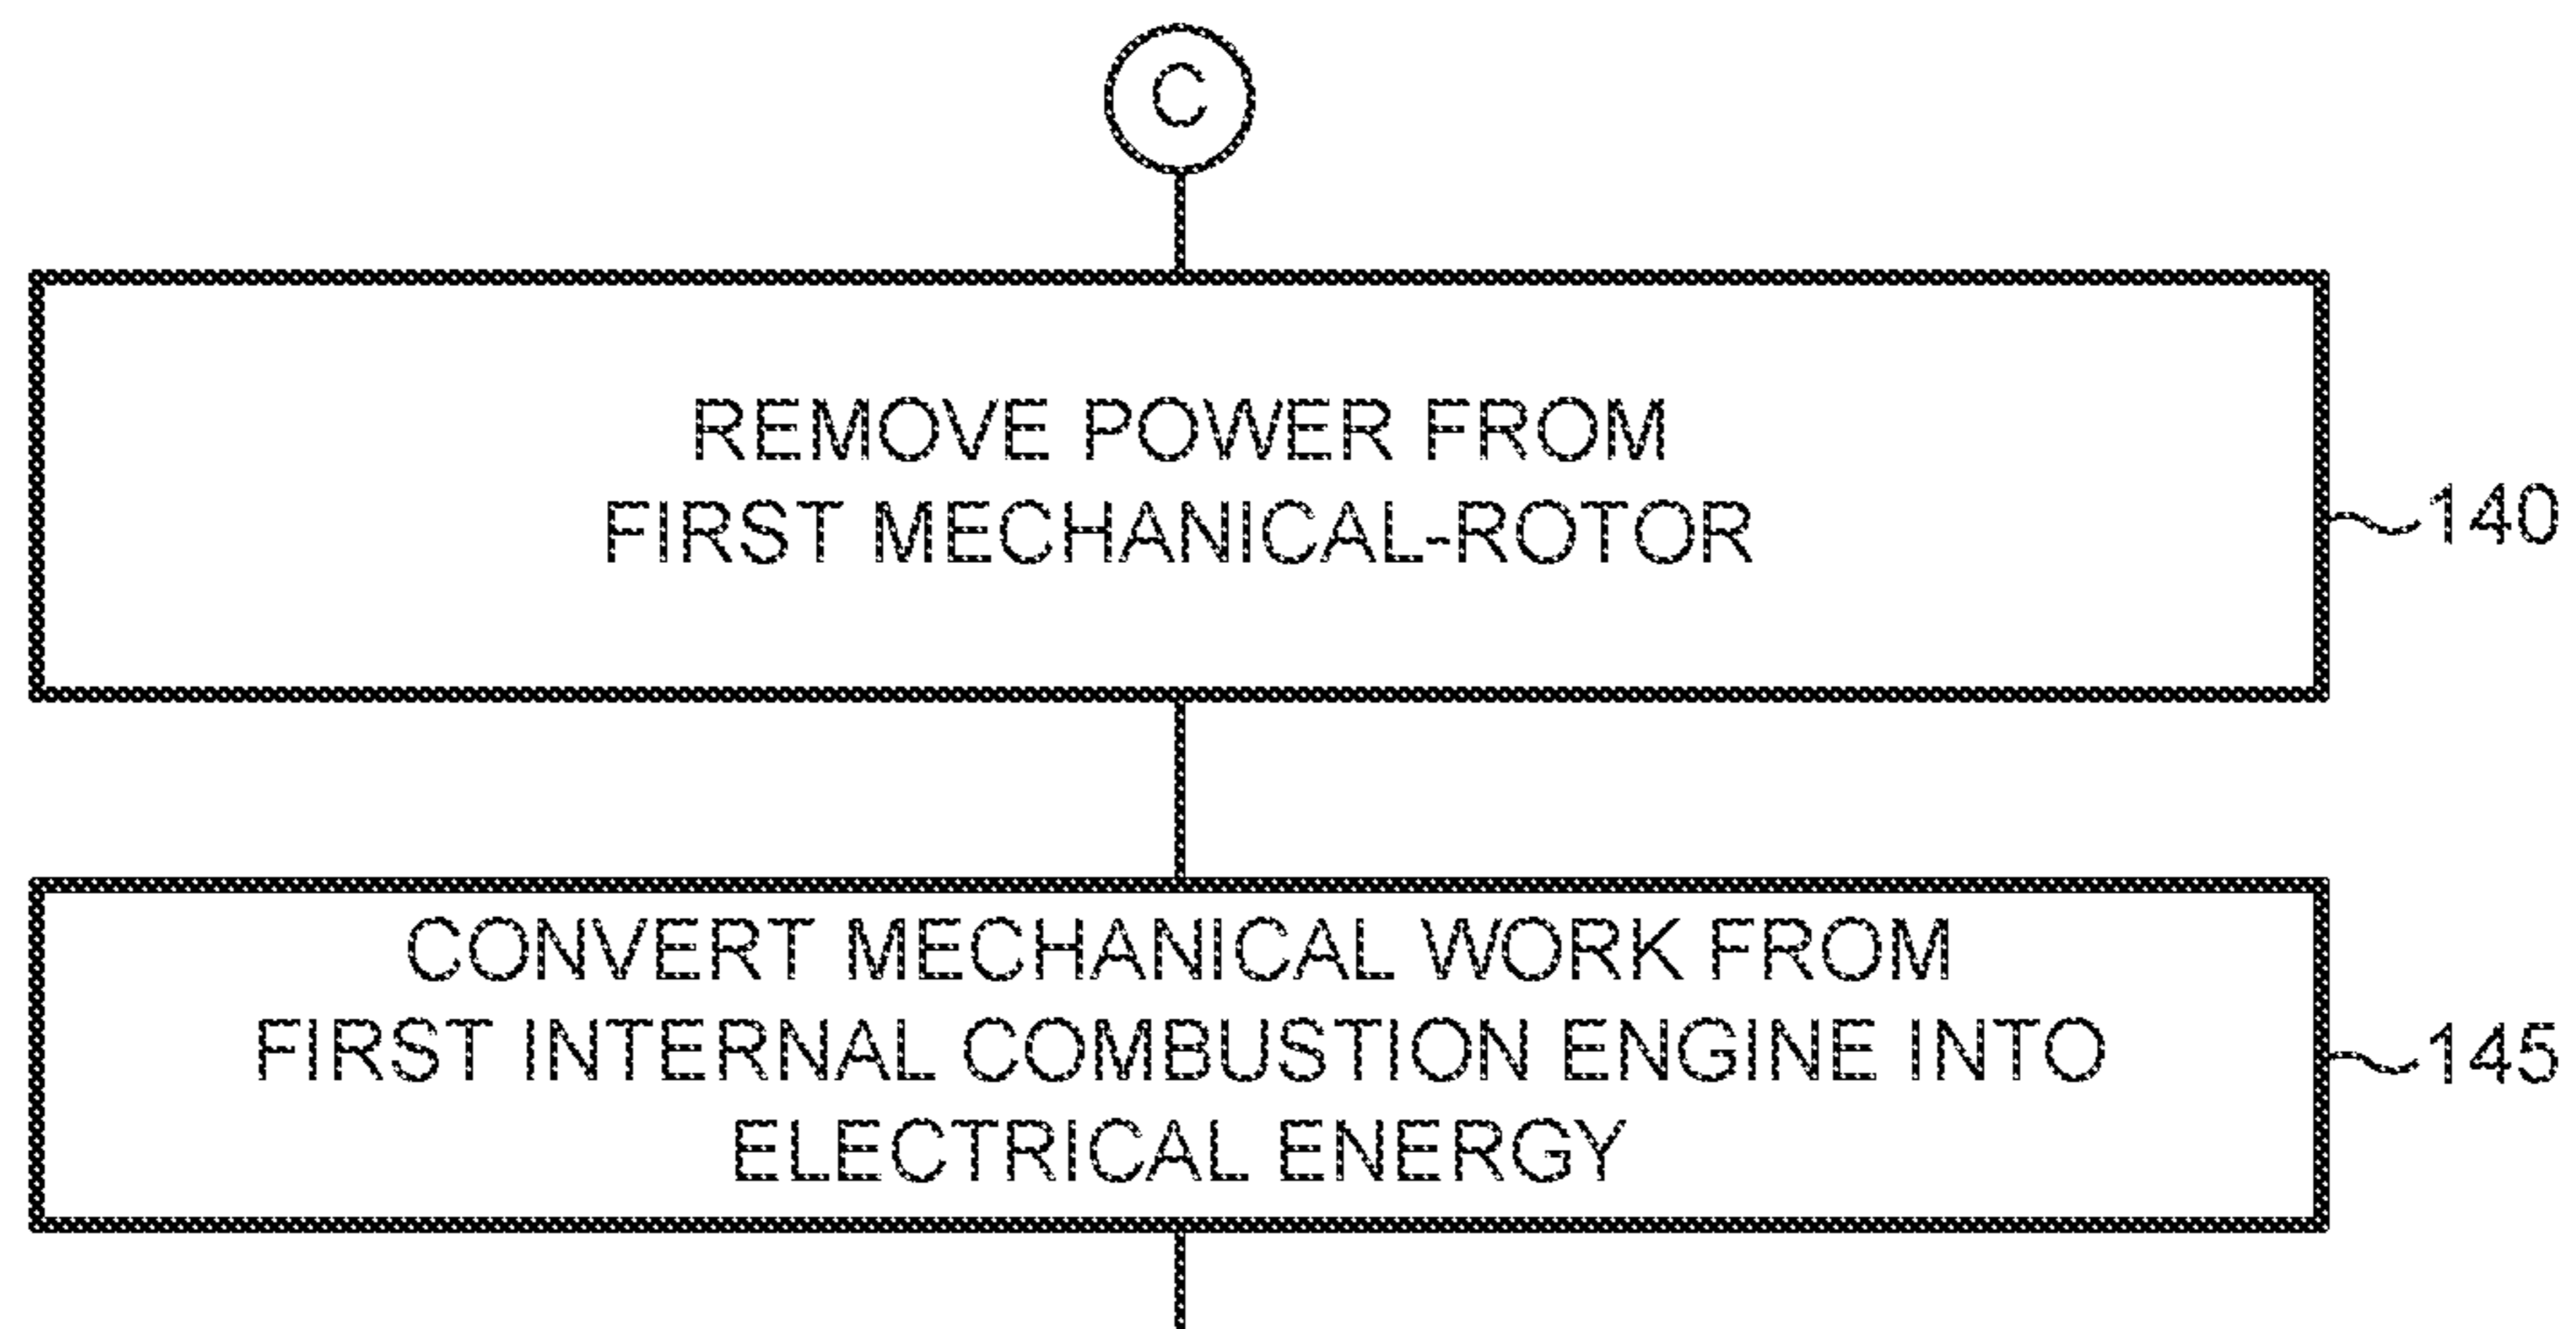 C
REMOVE POWER FROM
FIRST MECHANICAL-ROTOR
140
CONVERT MECHANICAL WORK FROM
FIRST INTERNAL COMBUSTION ENGINE INTO
ELECTRICAL ENERGY
145